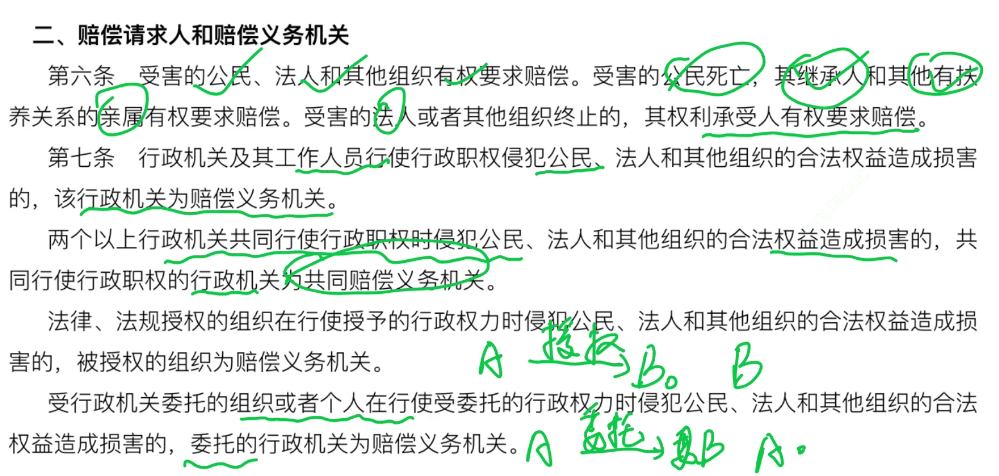 二、赔偿请求人和赔偿义务机关
第六条 受害的公民、法人和其他组织有权要求赔偿。受害的公民死亡，其继承人和其他有扶
养关系的亲属有权要求赔偿。受害的法人或者其他组织终止的，其权利承受人有权要求赔偿。
第七条 行政机关及其工作人员行使行政职权侵犯公民、法人和其他组织的合法权益造成损害
的，该行政机关为赔偿义务机关。
两个以上行政机关共同行使行政职权时侵犯公民、法人和其他组织的合法权益造成损害的，共
同行使行政职权的行政机关为共同赔偿义务机关。
法律、法规授权的组织在行使授予的行政权力时侵犯公民、法人和其他组织的合法权益造成损
害的，被授权的组织为赔偿义务机关。
A 授权 B。 B
受行政机关委托的组织或者个人在行使受委托的行政权力时侵犯公民、法人和其他组织的合法
权益造成损害的，委托的行政机关为赔偿义务机关。
A 委托 B A。